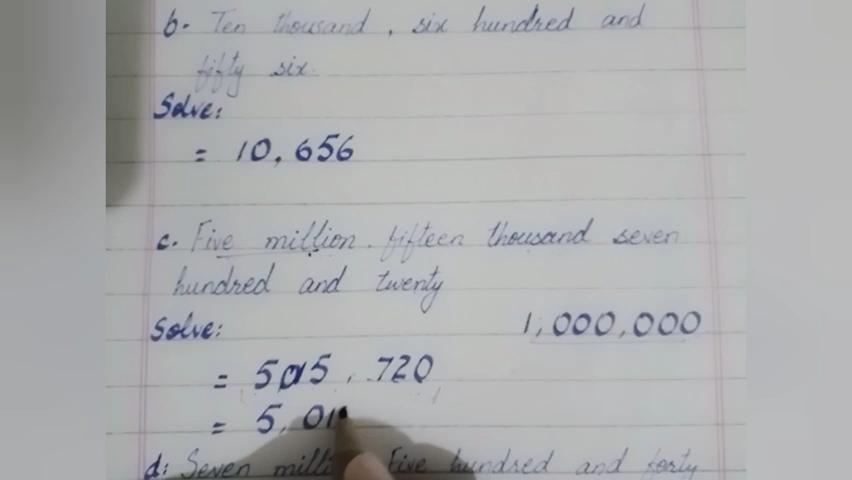 b. Ten thousand, six hundred and
fifty six.
Solve:
= 10,656
c. Five million. fifteen thousand seven
hundred and twenty
Solve:
1,000,000
= 5015,720
= 5,01
d: Seven milli Five hundred and forty